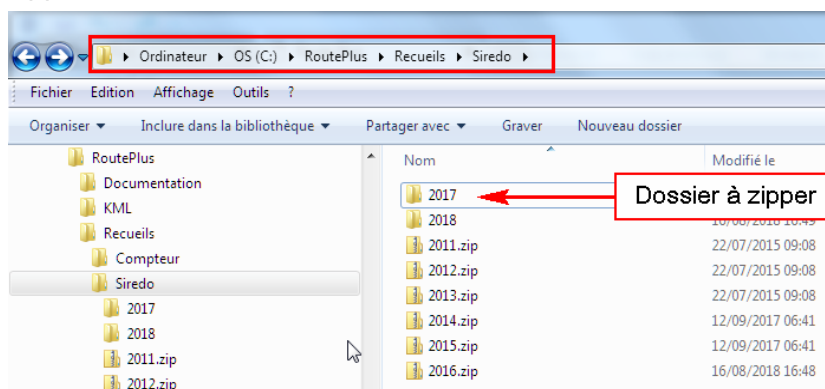 Ordinateur ▸ OS (C:) ▸ RoutePlus ▸ Recueils ▸ Siredo ▸
Fichier Edition Affichage Outils ?
Organiser Inclure dans la bibliothèque Partager avec Graver Nouveau dossier
RoutePlus
Documentation
KML
Recueils
Compteur
Siredo
2017
2018
2011.zip
2012.zip
Nom Modifié le
2017
Dossier à zipper
2018
2011.zip 22/07/2015 09:08
2012.zip 22/07/2015 09:08
2013.zip 22/07/2015 09:08
2014.zip 12/09/2017 06:41
2015.zip 12/09/2017 06:41
2016.zip 16/08/2018 16:48